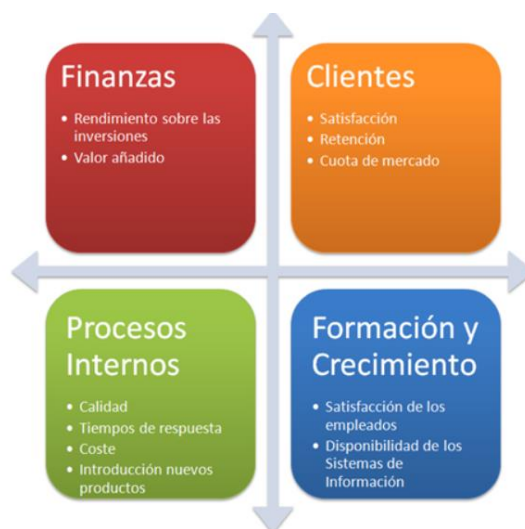 Finanzas
• Rendimiento sobre las
inversiones
• Valor añadido
Clientes
• Satisfacción
• Retención
• Cuota de mercado
Procesos
Internos
• Calidad
• Tiempos de respuesta
• Coste
• Introducción nuevos
productos
Formación y
Crecimiento
• Satisfacción de los
empleados
• Disponibilidad de los
Sistemas de
Información